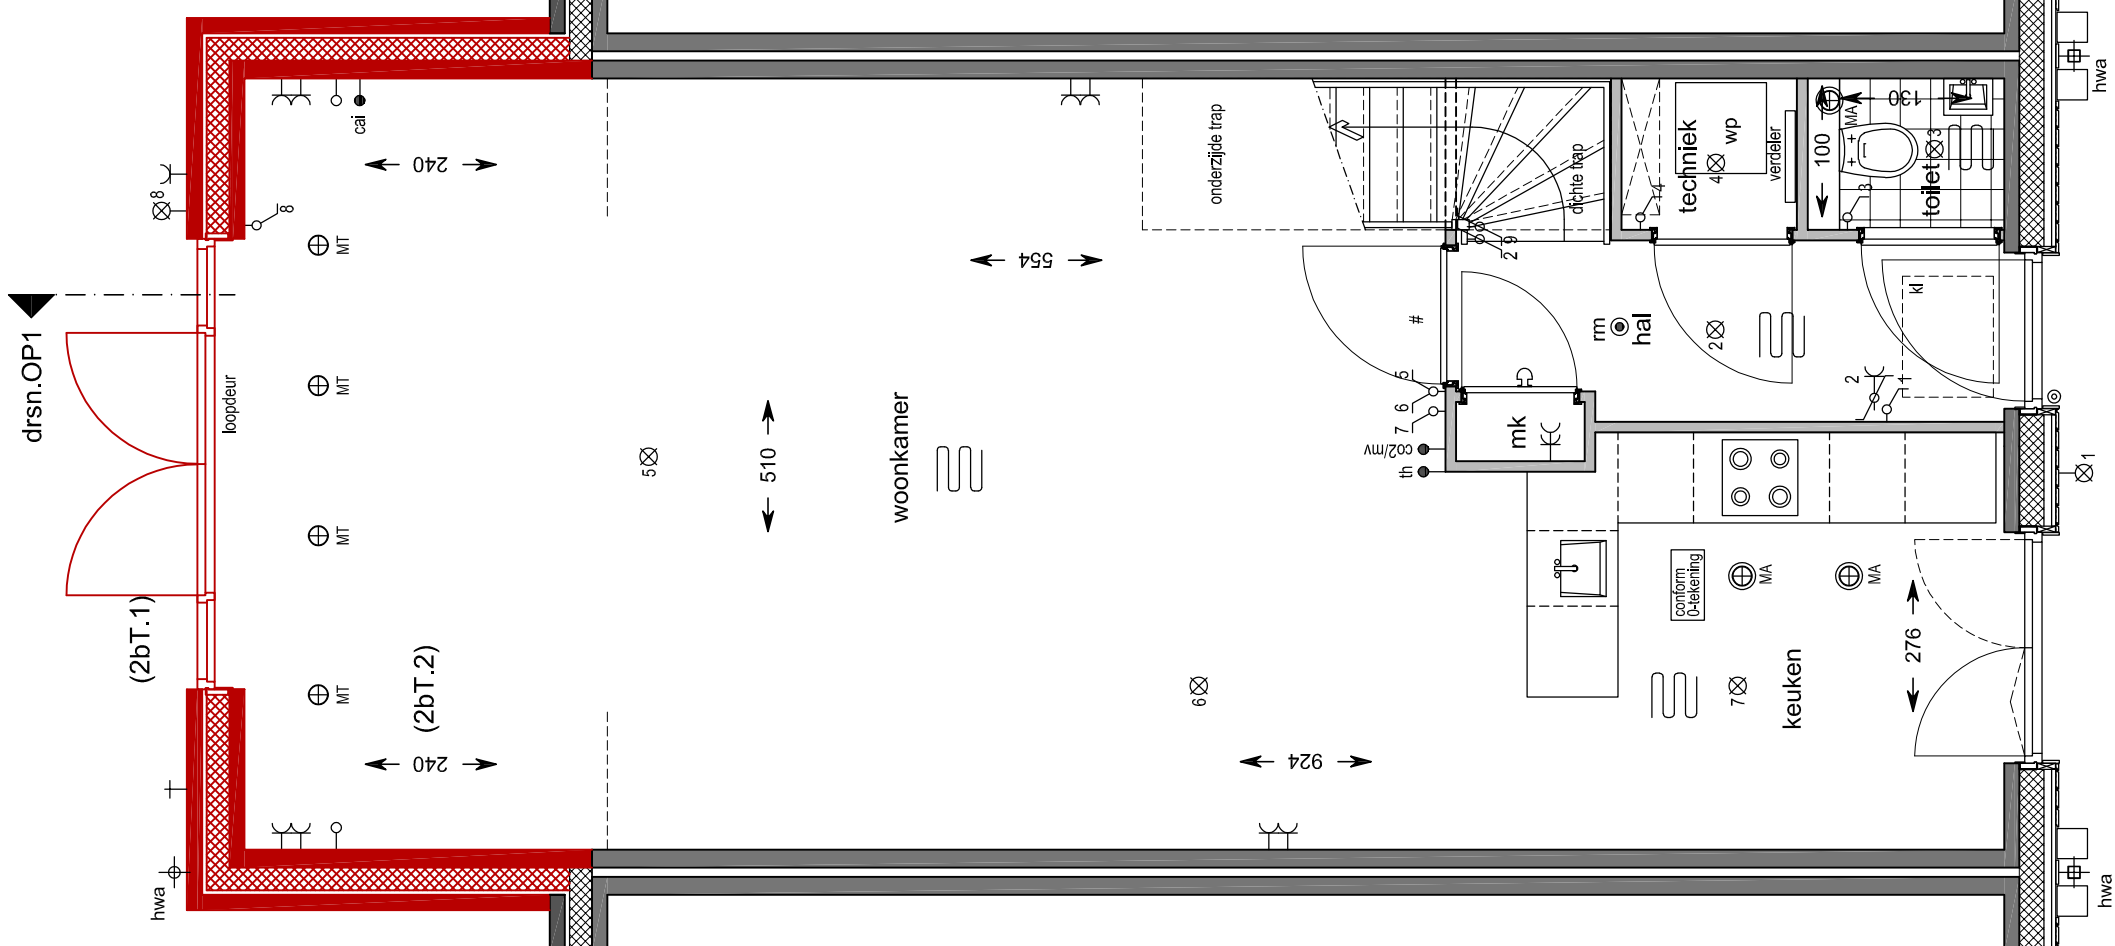 drsn.OP1
(2bT.1)
hwa
8
loopdeur
8
cai
MT
MT
MT
MT
240
240
(2bT.2)
5
510
woonkamer
554
924
6
onderzijde trap
dichte trap
2 9
#
5
6
7
co2/mv
th
mk
rm
hal
2
techniek
4
wp
verdeler
4
100
130
MA
toilet
3
3
kl
2
1
conform
0-tekening
MA
MA
keuken
7
276
1
hwa
hwa